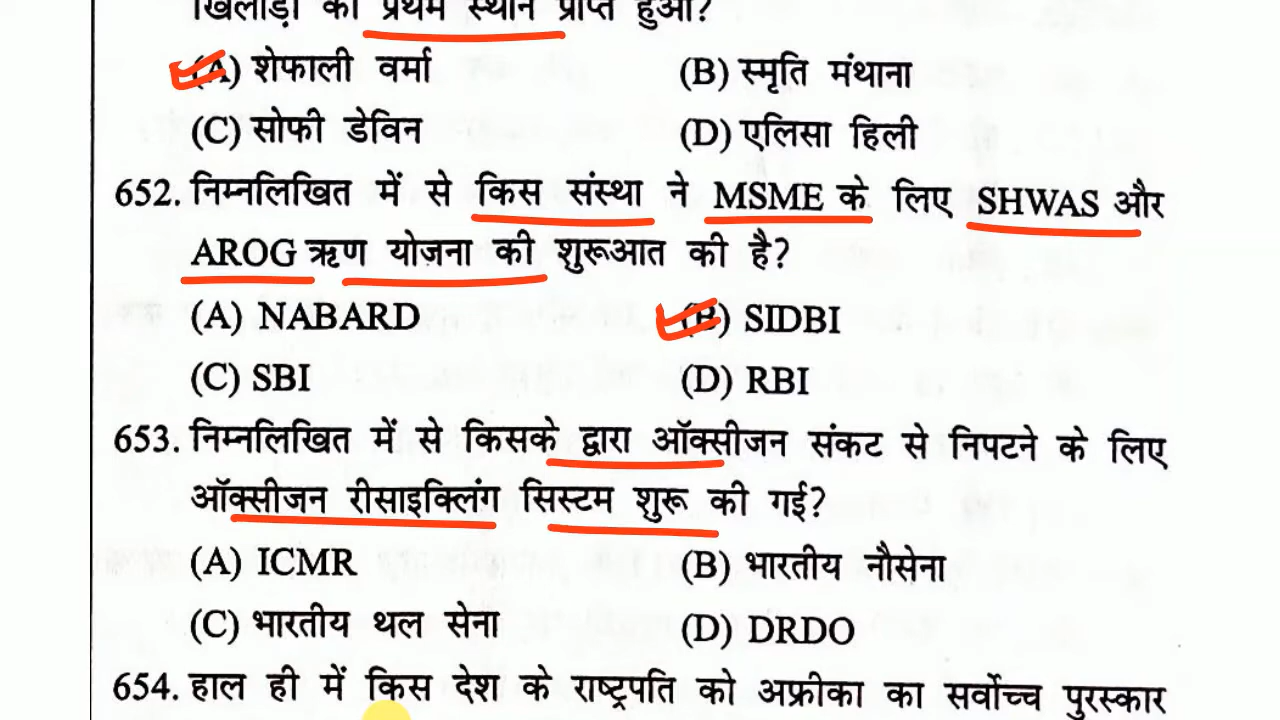 खिलाड़ी को प्रथम स्थान प्राप्त हुआ?
(A) शेफाली वर्मा (B) स्मृति मंधाना
(C) सोफी डेविन (D) एलिसा हिली
652. निम्नलिखित में से किस संस्था ने MSME के लिए SHWAS और
AROG ऋण योजना की शुरूआत की है?
(A) NABARD (B) SIDBI
(C) SBI (D) RBI
653. निम्नलिखित में से किसके द्वारा ऑक्सीजन संकट से निपटने के लिए
ऑक्सीजन रीसाइक्लिंग सिस्टम शुरू की गई?
(A) ICMR (B) भारतीय नौसेना
(C) भारतीय थल सेना (D) DRDO
654. हाल ही में किस देश के राष्ट्रपति को अफ्रीका का सर्वोच्च पुरस्कार